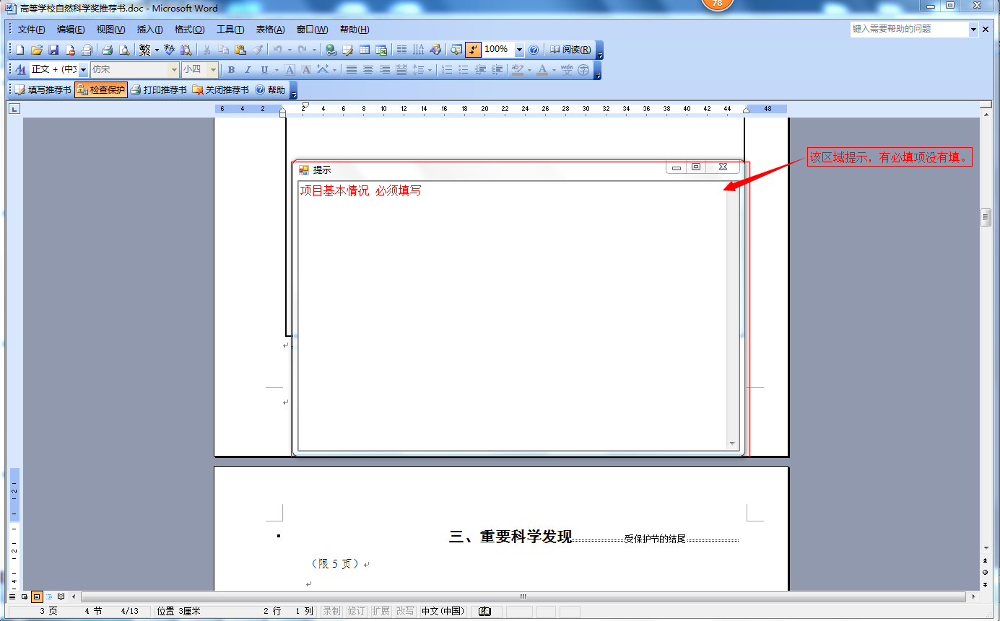 高等学校自然科学奖推荐书.doc - Microsoft Word
78
文件(F) 编辑(E) 视图(V) 插入(I) 格式(O) 工具(T) 表格(A) 窗口(W) 帮助(H) 键入需要帮助的问题
繁 100% 阅读(R)
正文 + (中文 仿宋 小四 B I U A A
填写推荐书 检查保护 打印推荐书 关闭推荐书 帮助
6 4 2 2 4 6 8 10 12 14 16 18 20 22 24 26 28 30 32 34 36 38 40 42 44 48
该区域提示，有必填项没有填。
提示
项目基本情况 必须填写
三、重要科学发现 受保护节的结尾
（限 5 页）
3 页 4 节 4/13 位置 3厘米 2 行 1 列 录制 修订 扩展 改写 中文(中国)